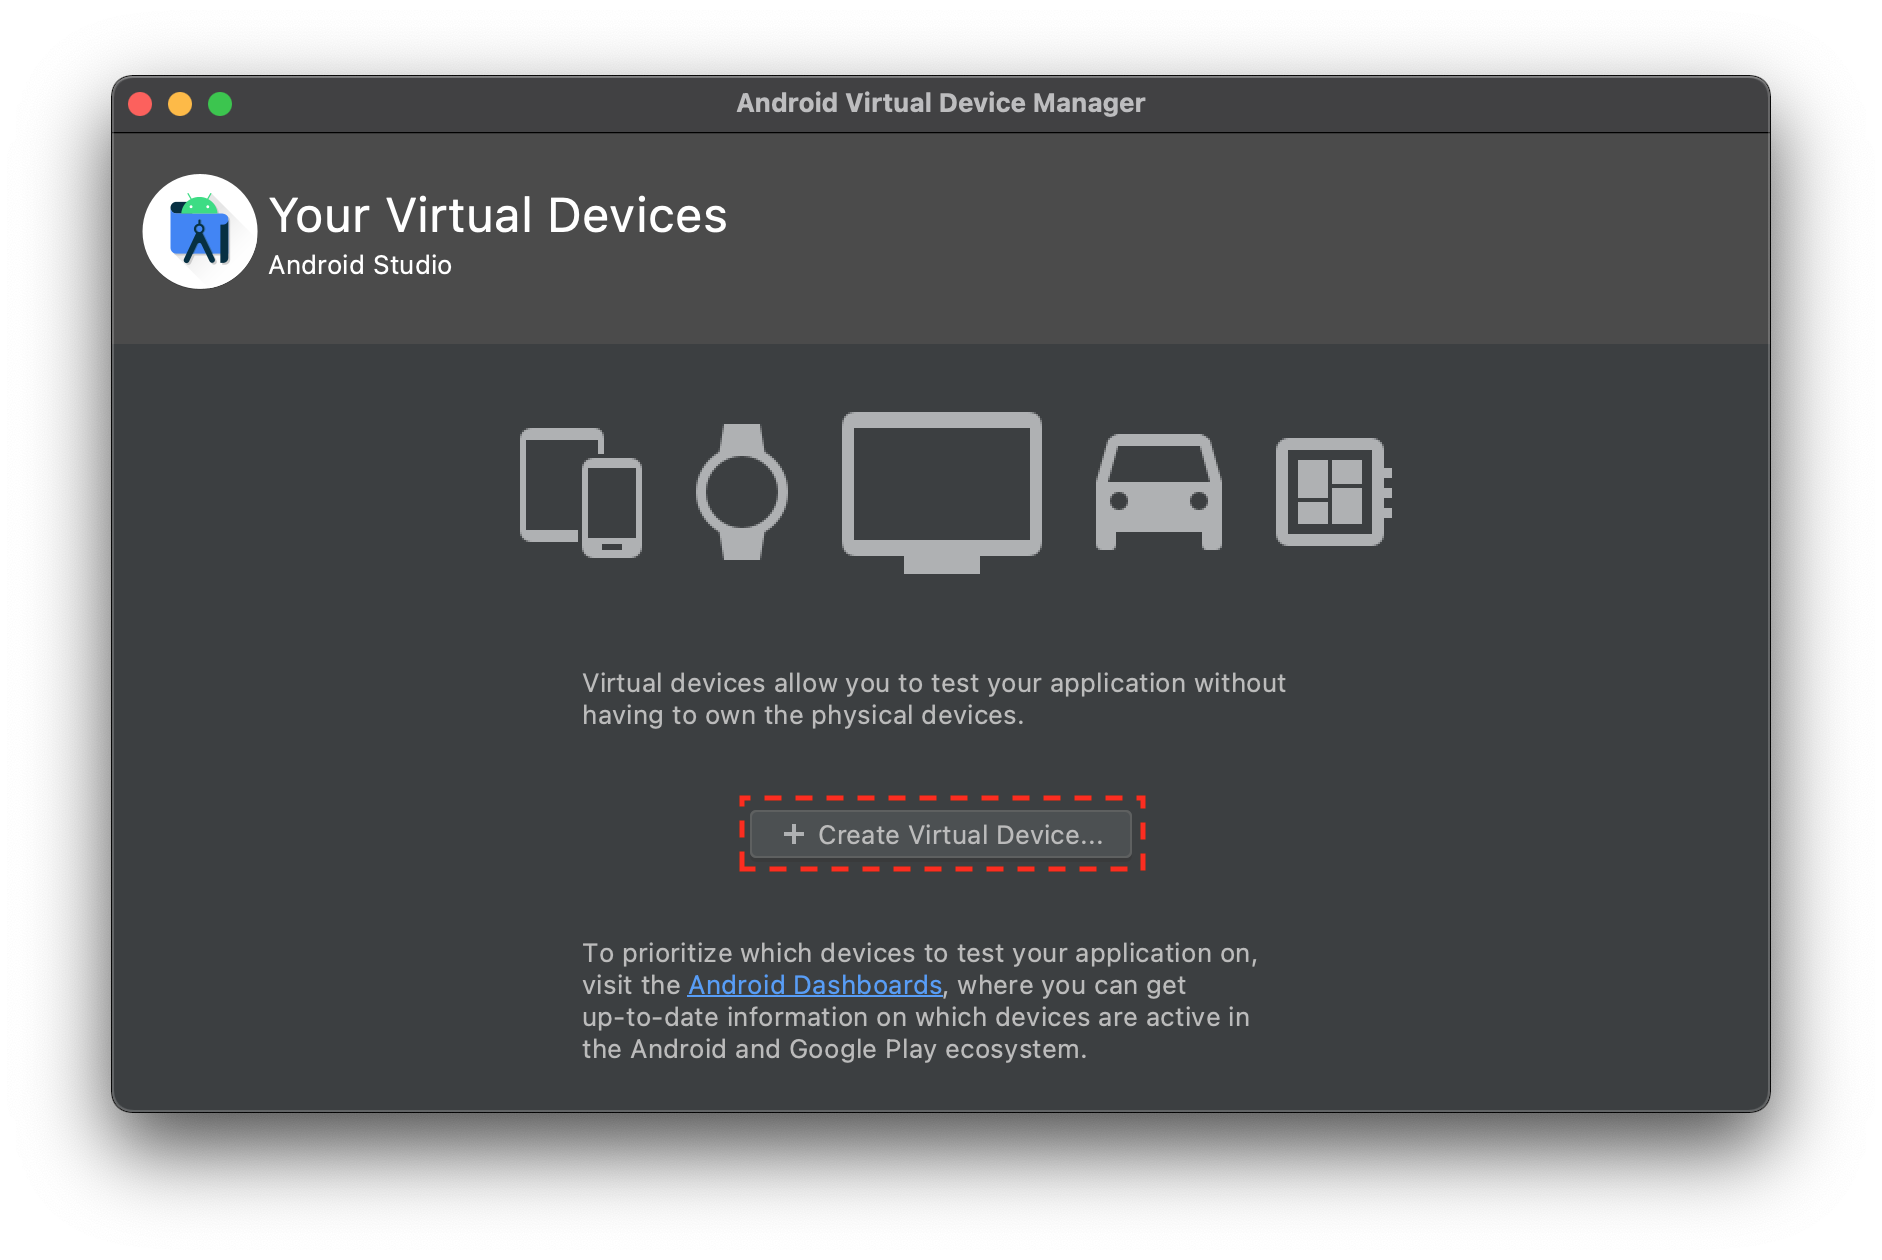 Android Virtual Device Manager
Your Virtual Devices
Android Studio
Virtual devices allow you to test your application without
having to own the physical devices.
+ Create Virtual Device...
To prioritize which devices to test your application on,
visit the Android Dashboards, where you can get
up-to-date information on which devices are active in
the Android and Google Play ecosystem.